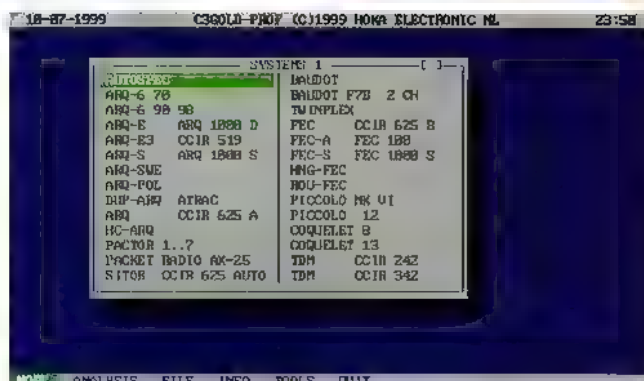 10-07-1999 C3GOLD-PROF (C)1999 HOKA ELECTRONIC NL 23:50
SYSTEMS 1 [ ]
AUTOSPEC
ARQ-6 70
ARQ-6 90 98
ARQ-E ARQ 1000 D
ARQ-E3 CCIR 519
ARQ-S ARQ 1000 S
ARQ-SWE
ARQ-POL
DUP-ARQ ATRAC
ARQ CCIR 625 A
HC-ARQ
PACTOR 1..?
PACKET RADIO AX-25
SITOR CCIR 625 AUTO
BAUDOT
BAUDOT F7B 2 CH
TWINPLEX
FEC CCIR 625 B
FEC-A FEC 100
FEC-S FEC 1000 S
HNG-FEC
ROU-FEC
PICCOLO MK VI
PICCOLO 12
COQUELET 8
COQUELET 13
TDM CCIR 242
TDM CCIR 342
ANALYSIS FILE INFO TOOLS QUIT